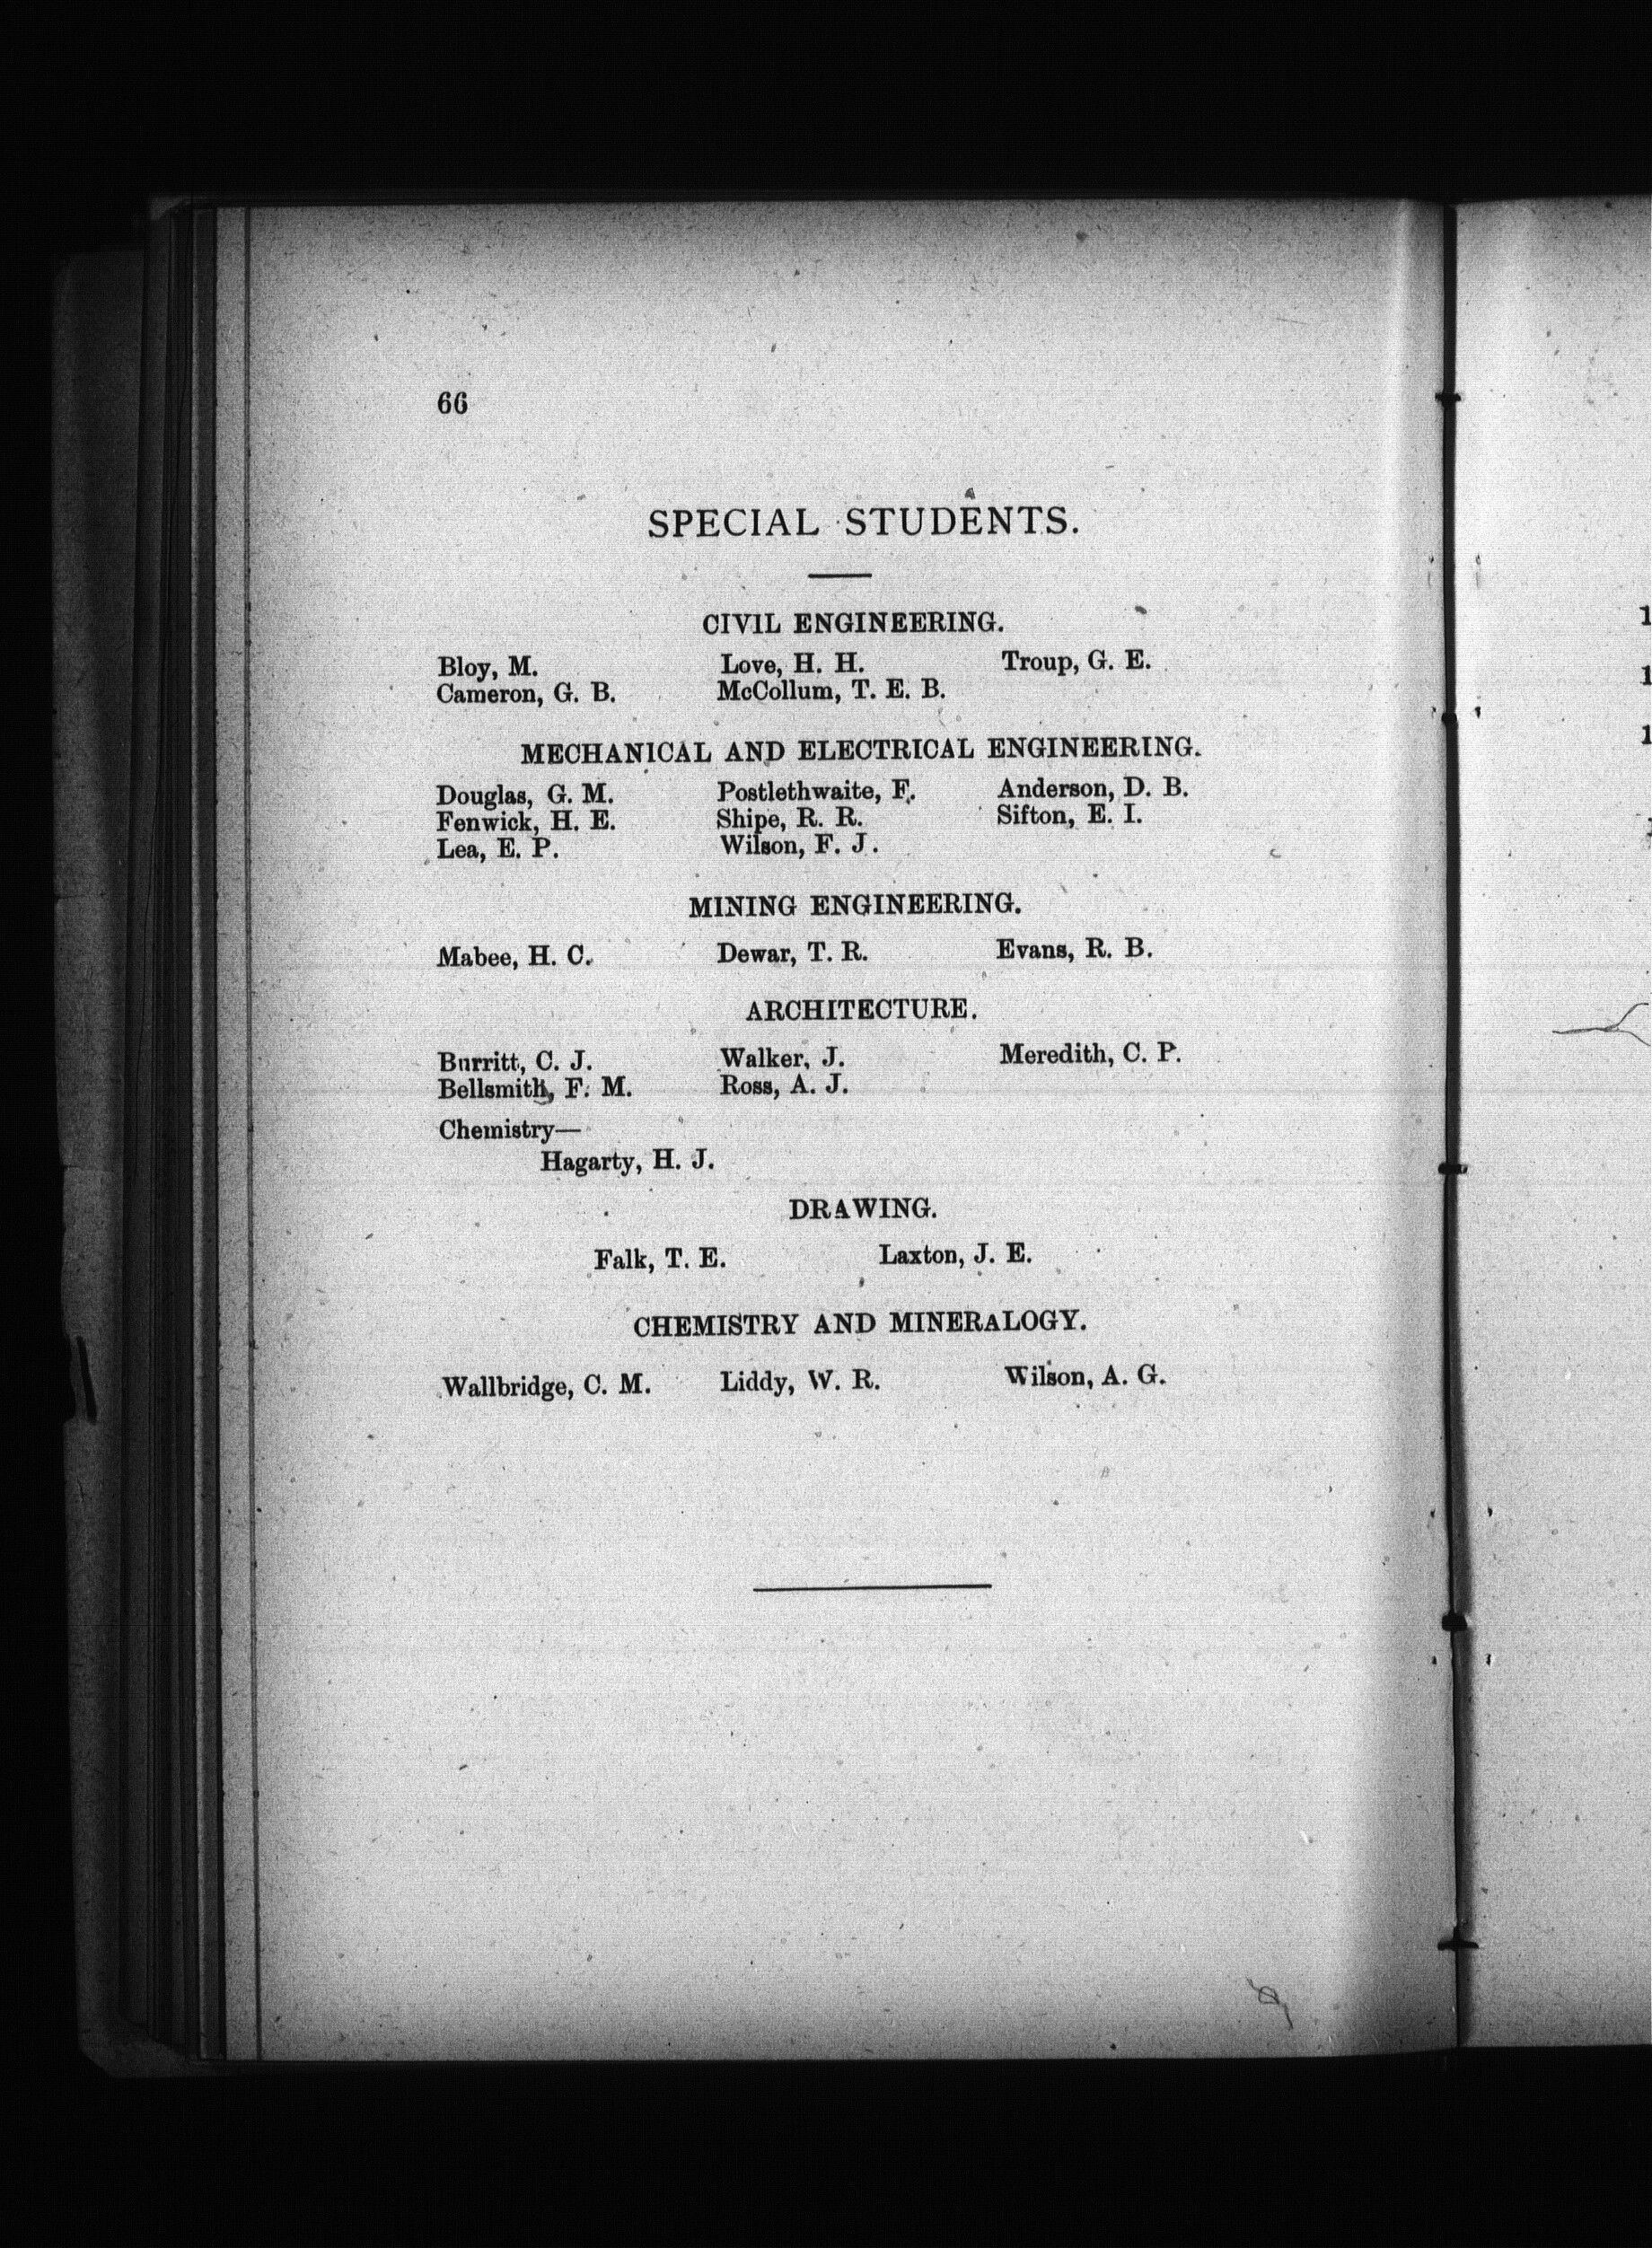 66
SPECIAL STUDENTS.
CIVIL ENGINEERING.
Bloy, M. Love, H. H. Troup, G. E.
Cameron, G. B. McCollum, T. E. B.
MECHANICAL AND ELECTRICAL ENGINEERING.
Douglas, G. M. Postlethwaite, F. Anderson, D. B.
Fenwick, H. E. Shipe, R. R. Sifton, E. I.
Lea, E. P. Wilson, F. J.
MINING ENGINEERING.
Mabee, H. C. Dewar, T. R. Evans, R. B.
ARCHITECTURE.
Burritt, C. J. Walker, J. Meredith, C. P.
Bellsmith, F. M. Ross, A. J.
Chemistry—
Hagarty, H. J.
DRAWING.
Falk, T. E. Laxton, J. E.
CHEMISTRY AND MINERALOGY.
Wallbridge, C. M. Liddy, W. R. Wilson, A. G.